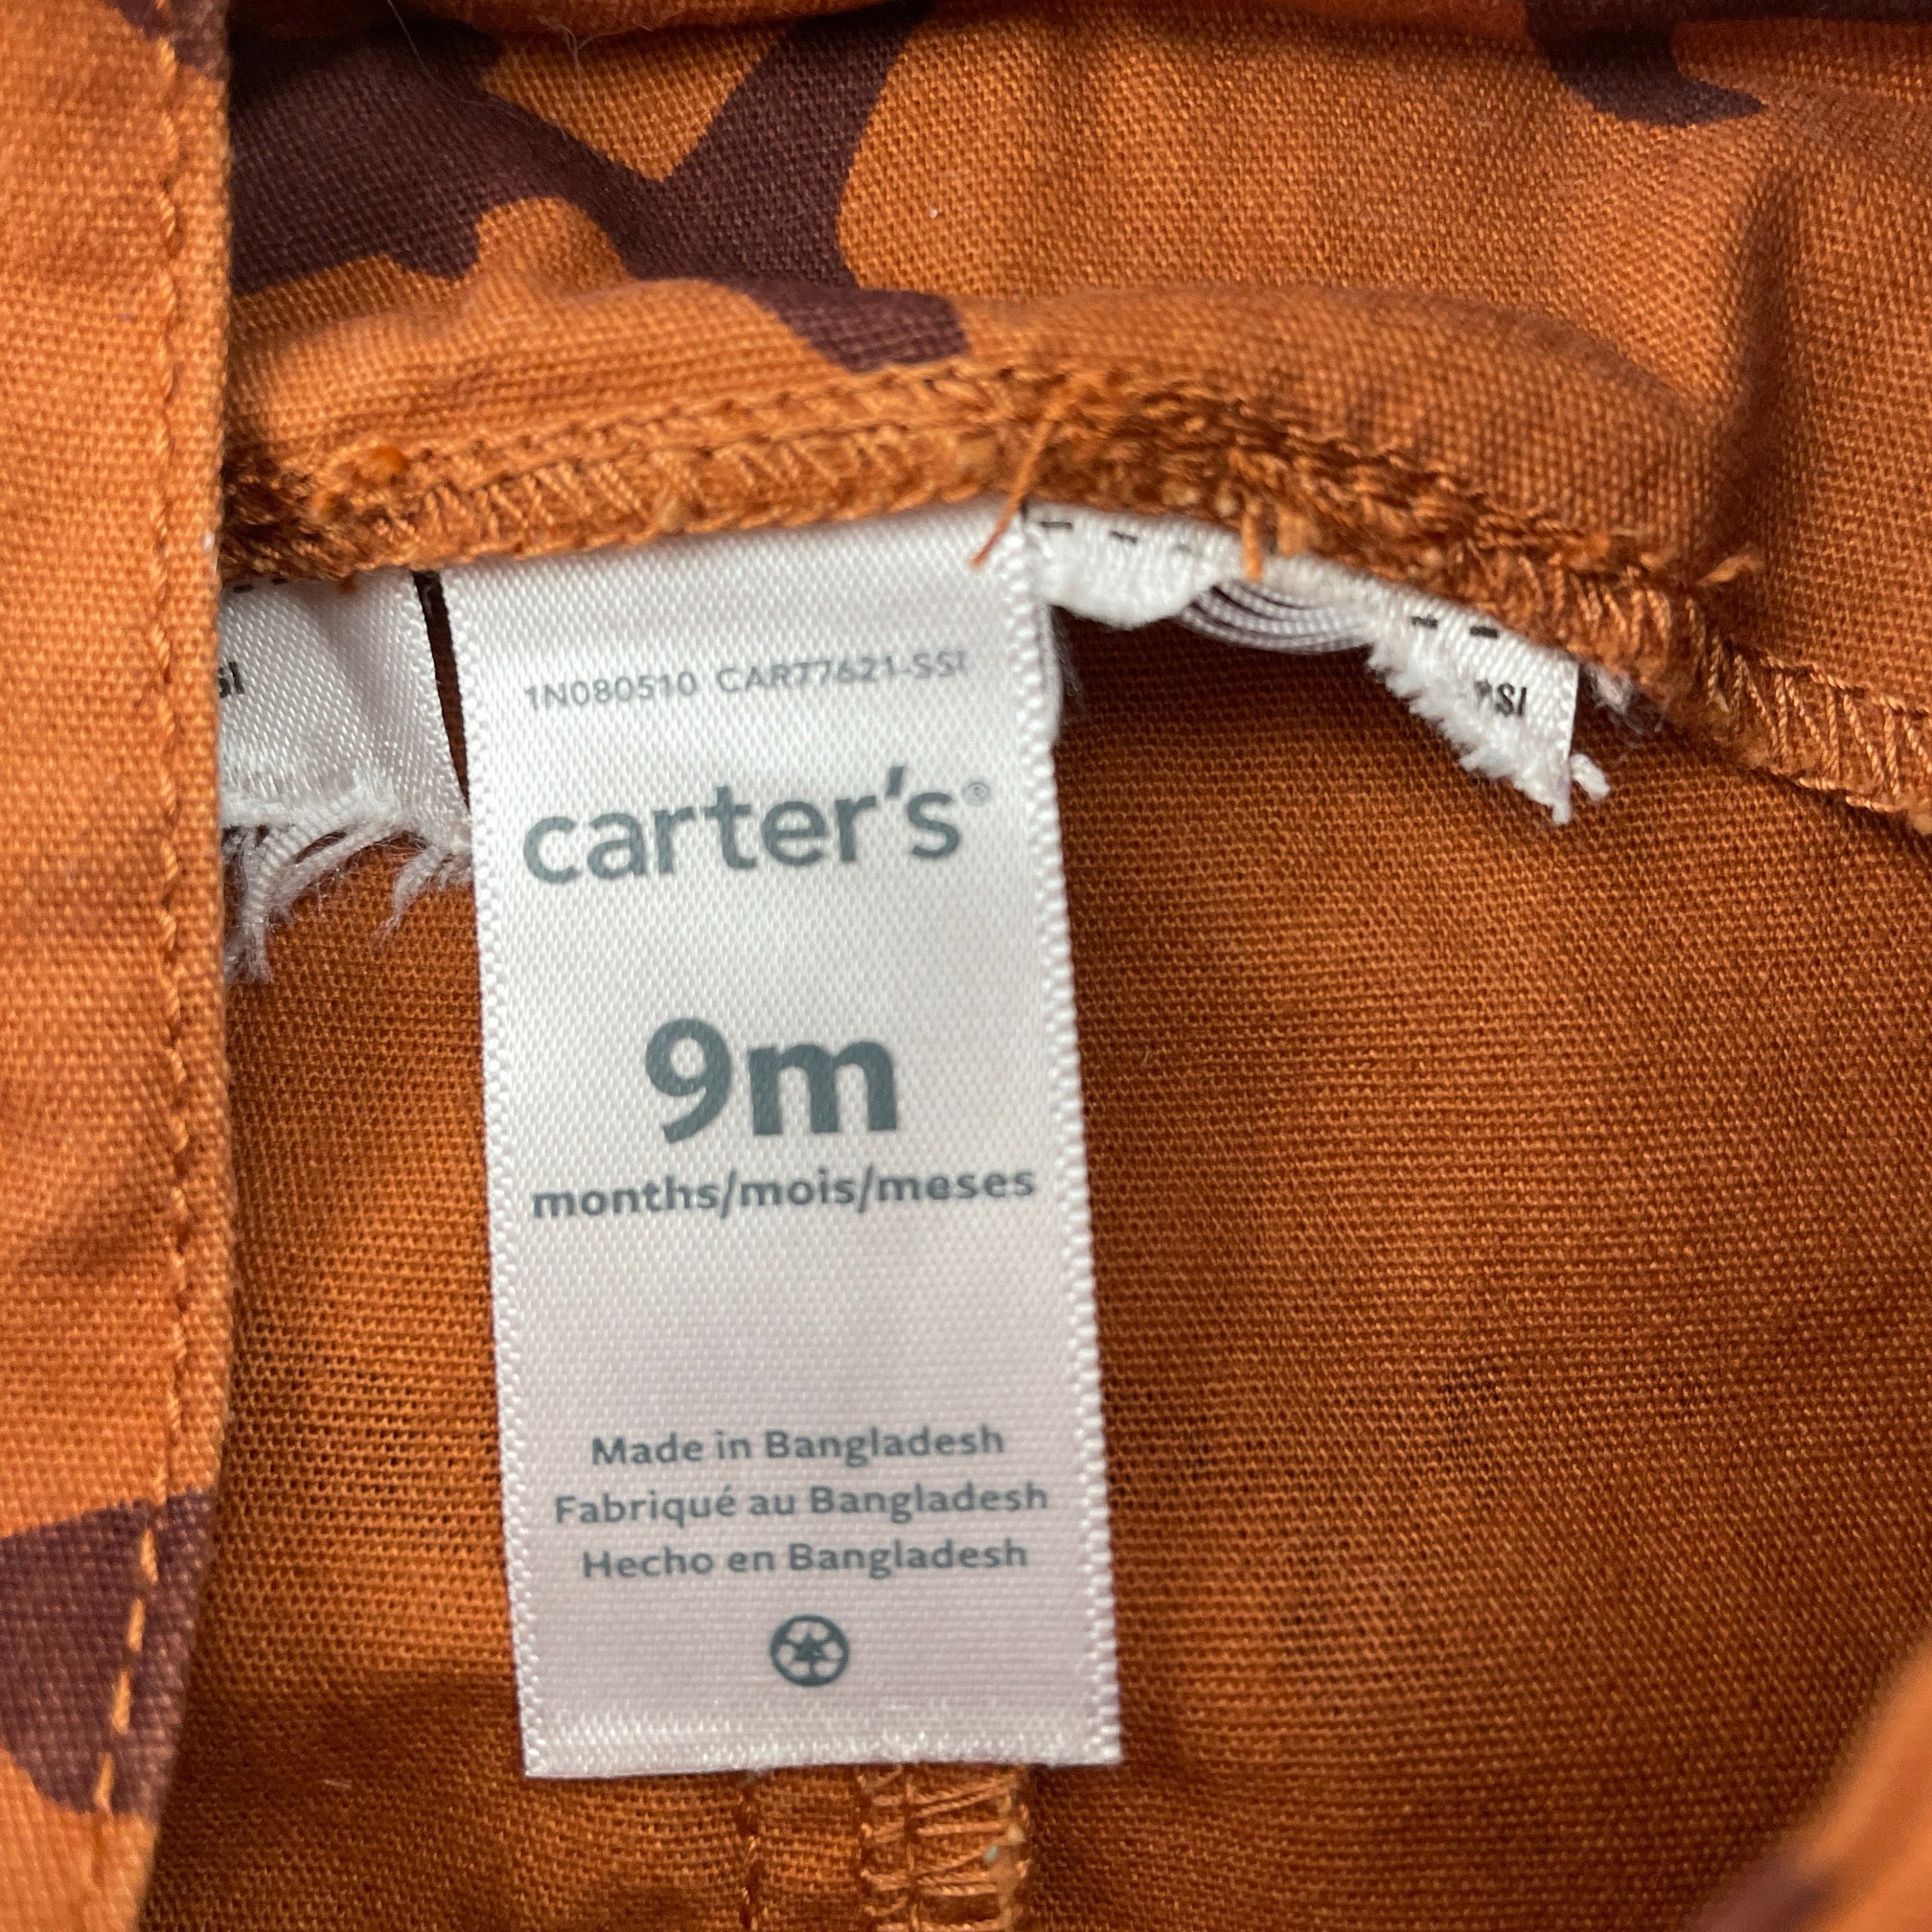 1N080510 CAR77621-SSI
carter's®
9m
months/mois/meses
Made in Bangladesh
Fabriqué au Bangladesh
Hecho en Bangladesh